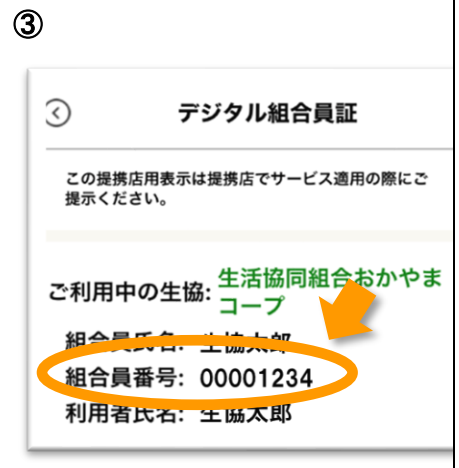 ③
デジタル組合員証
この提携店用表示は提携店でサービス適用の際にご
提示ください。
ご利用中の生協: 生活協同組合おかやま
コープ
組合員氏名: 生協太郎
組合員番号: 00001234
利用者氏名: 生協太郎